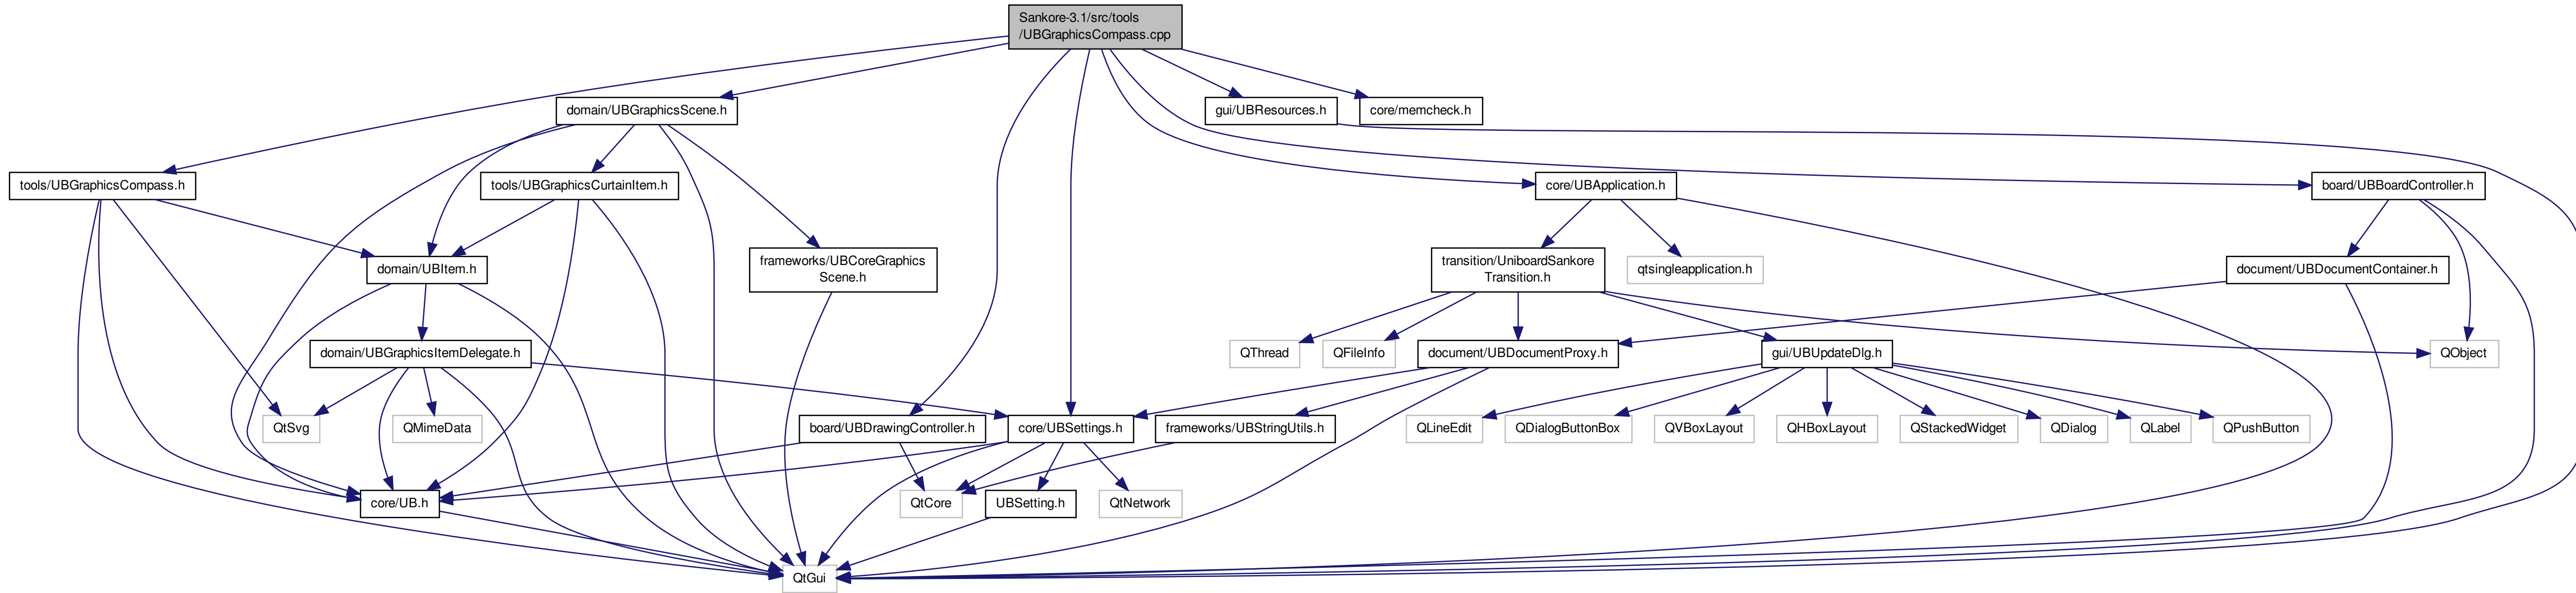 Sankore-3.1/src/tools
/UBGraphicsCompass.cpp
domain/UBGraphicsScene.h
gui/UBResources.h
core/memcheck.h
tools/UBGraphicsCompass.h
tools/UBGraphicsCurtainItem.h
core/UBApplication.h
board/UBBoardController.h
domain/UBItem.h
frameworks/UBCoreGraphics
Scene.h
transition/UniboardSankore
Transition.h
qtsingleapplication.h
document/UBDocumentContainer.h
domain/UBGraphicsItemDelegate.h
QThread
QFileInfo
document/UBDocumentProxy.h
gui/UBUpdateDlg.h
QObject
QtSvg
QMimeData
board/UBDrawingController.h
core/UBSettings.h
frameworks/UBStringUtils.h
QLineEdit
QDialogButtonBox
QVBoxLayout
QHBoxLayout
QStackedWidget
QDialog
QLabel
QPushButton
core/UB.h
QtCore
UBSetting.h
QtNetwork
QtGui